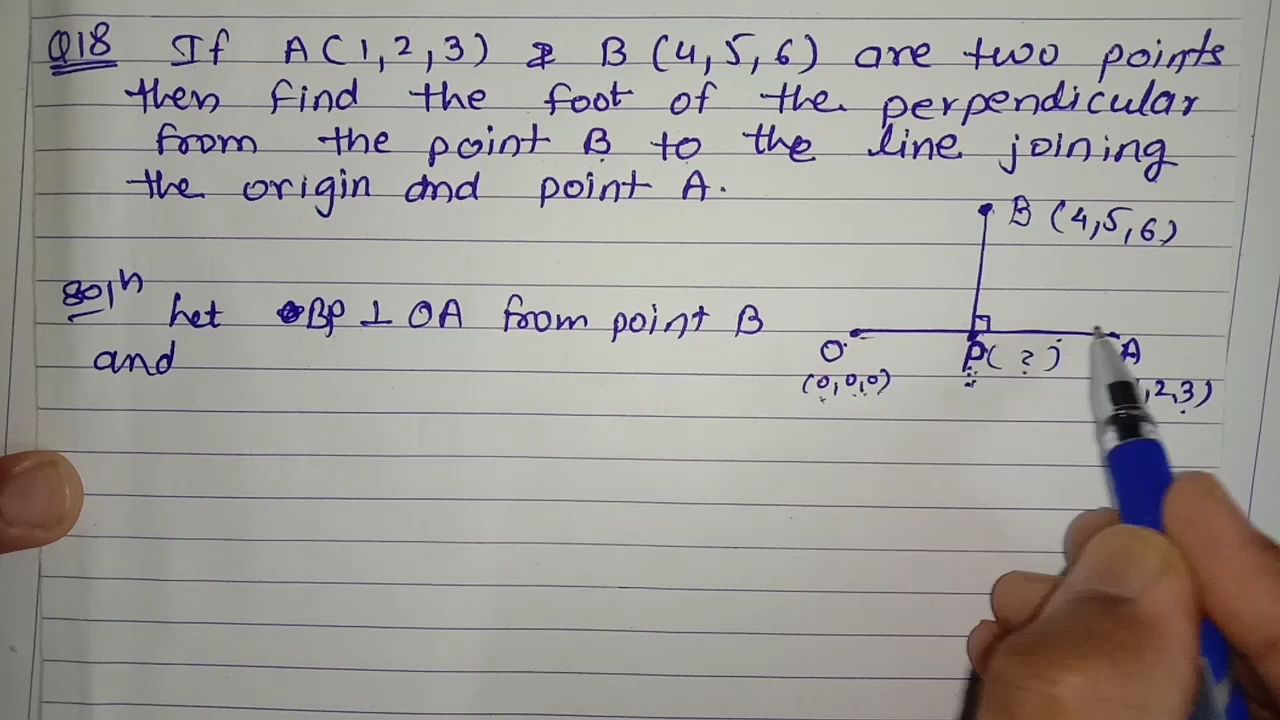 Q18 If A(1,2,3) & B(4,5,6) are two points
then find the foot of the perpendicular
from the point B to the line joining
the origin and point A.
B (4,5,6)
Solⁿ Let BP ⊥ OA from point B
and
O P( ? ) A
(0,0,0) ,2,3)